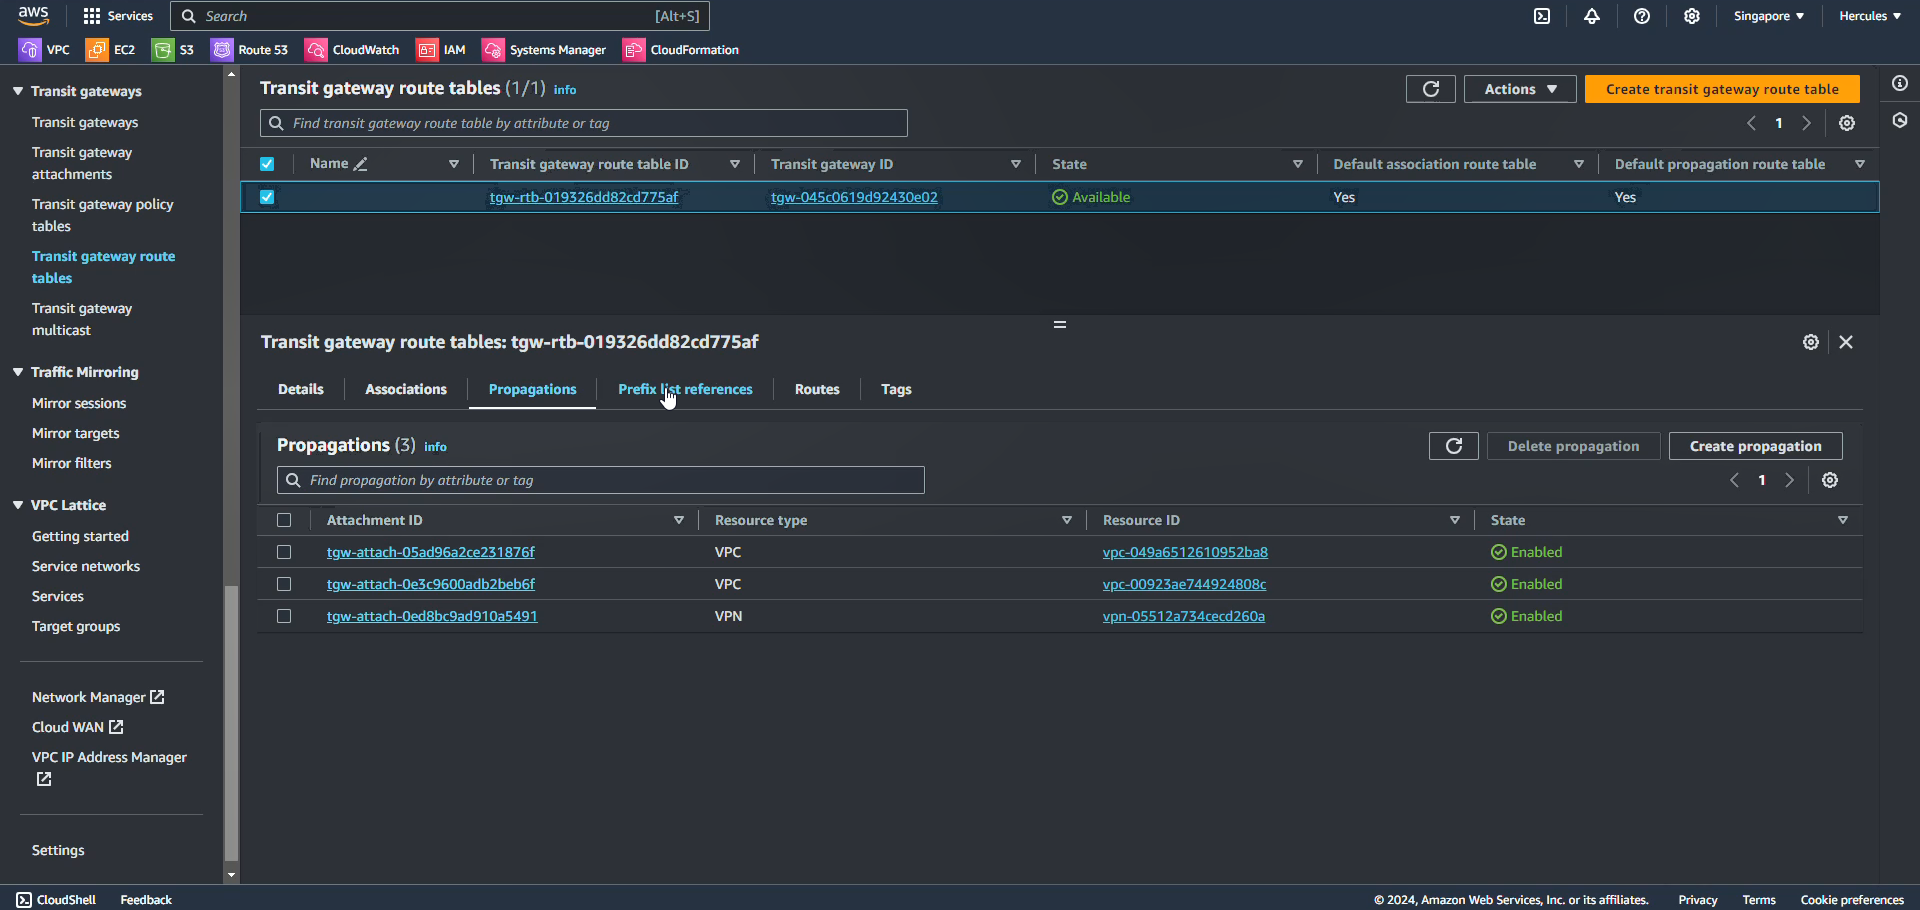 aws Services Search [Alt+S] Singapore Hercules
VPC EC2 S3 Route 53 CloudWatch IAM Systems Manager CloudFormation
Transit gateways
Transit gateways
Transit gateway
attachments
Transit gateway policy
tables
Transit gateway route
tables
Transit gateway
multicast
Traffic Mirroring
Mirror sessions
Mirror targets
Mirror filters
VPC Lattice
Getting started
Service networks
Services
Target groups
Network Manager
Cloud WAN
VPC IP Address Manager
Settings
Transit gateway route tables (1/1) info Actions Create transit gateway route table
Find transit gateway route table by attribute or tag 1
Name Transit gateway route table ID Transit gateway ID State Default association route table Default propagation route table
tgw-rtb-019326dd82cd775af tgw-045c0619d92430e02 Available Yes Yes
Transit gateway route tables: tgw-rtb-019326dd82cd775af
Details Associations Propagations Prefix list references Routes Tags
Propagations (3) info Delete propagation Create propagation
Find propagation by attribute or tag 1
Attachment ID Resource type Resource ID State
tgw-attach-05ad96a2ce231876f VPC vpc-049a6512610952ba8 Enabled
tgw-attach-0e3c9600adb2beb6f VPC vpc-00923ae744924808c Enabled
tgw-attach-0ed8bc9ad910a5491 VPN vpn-05512a734cecd260a Enabled
CloudShell Feedback © 2024, Amazon Web Services, Inc. or its affiliates. Privacy Terms Cookie preferences